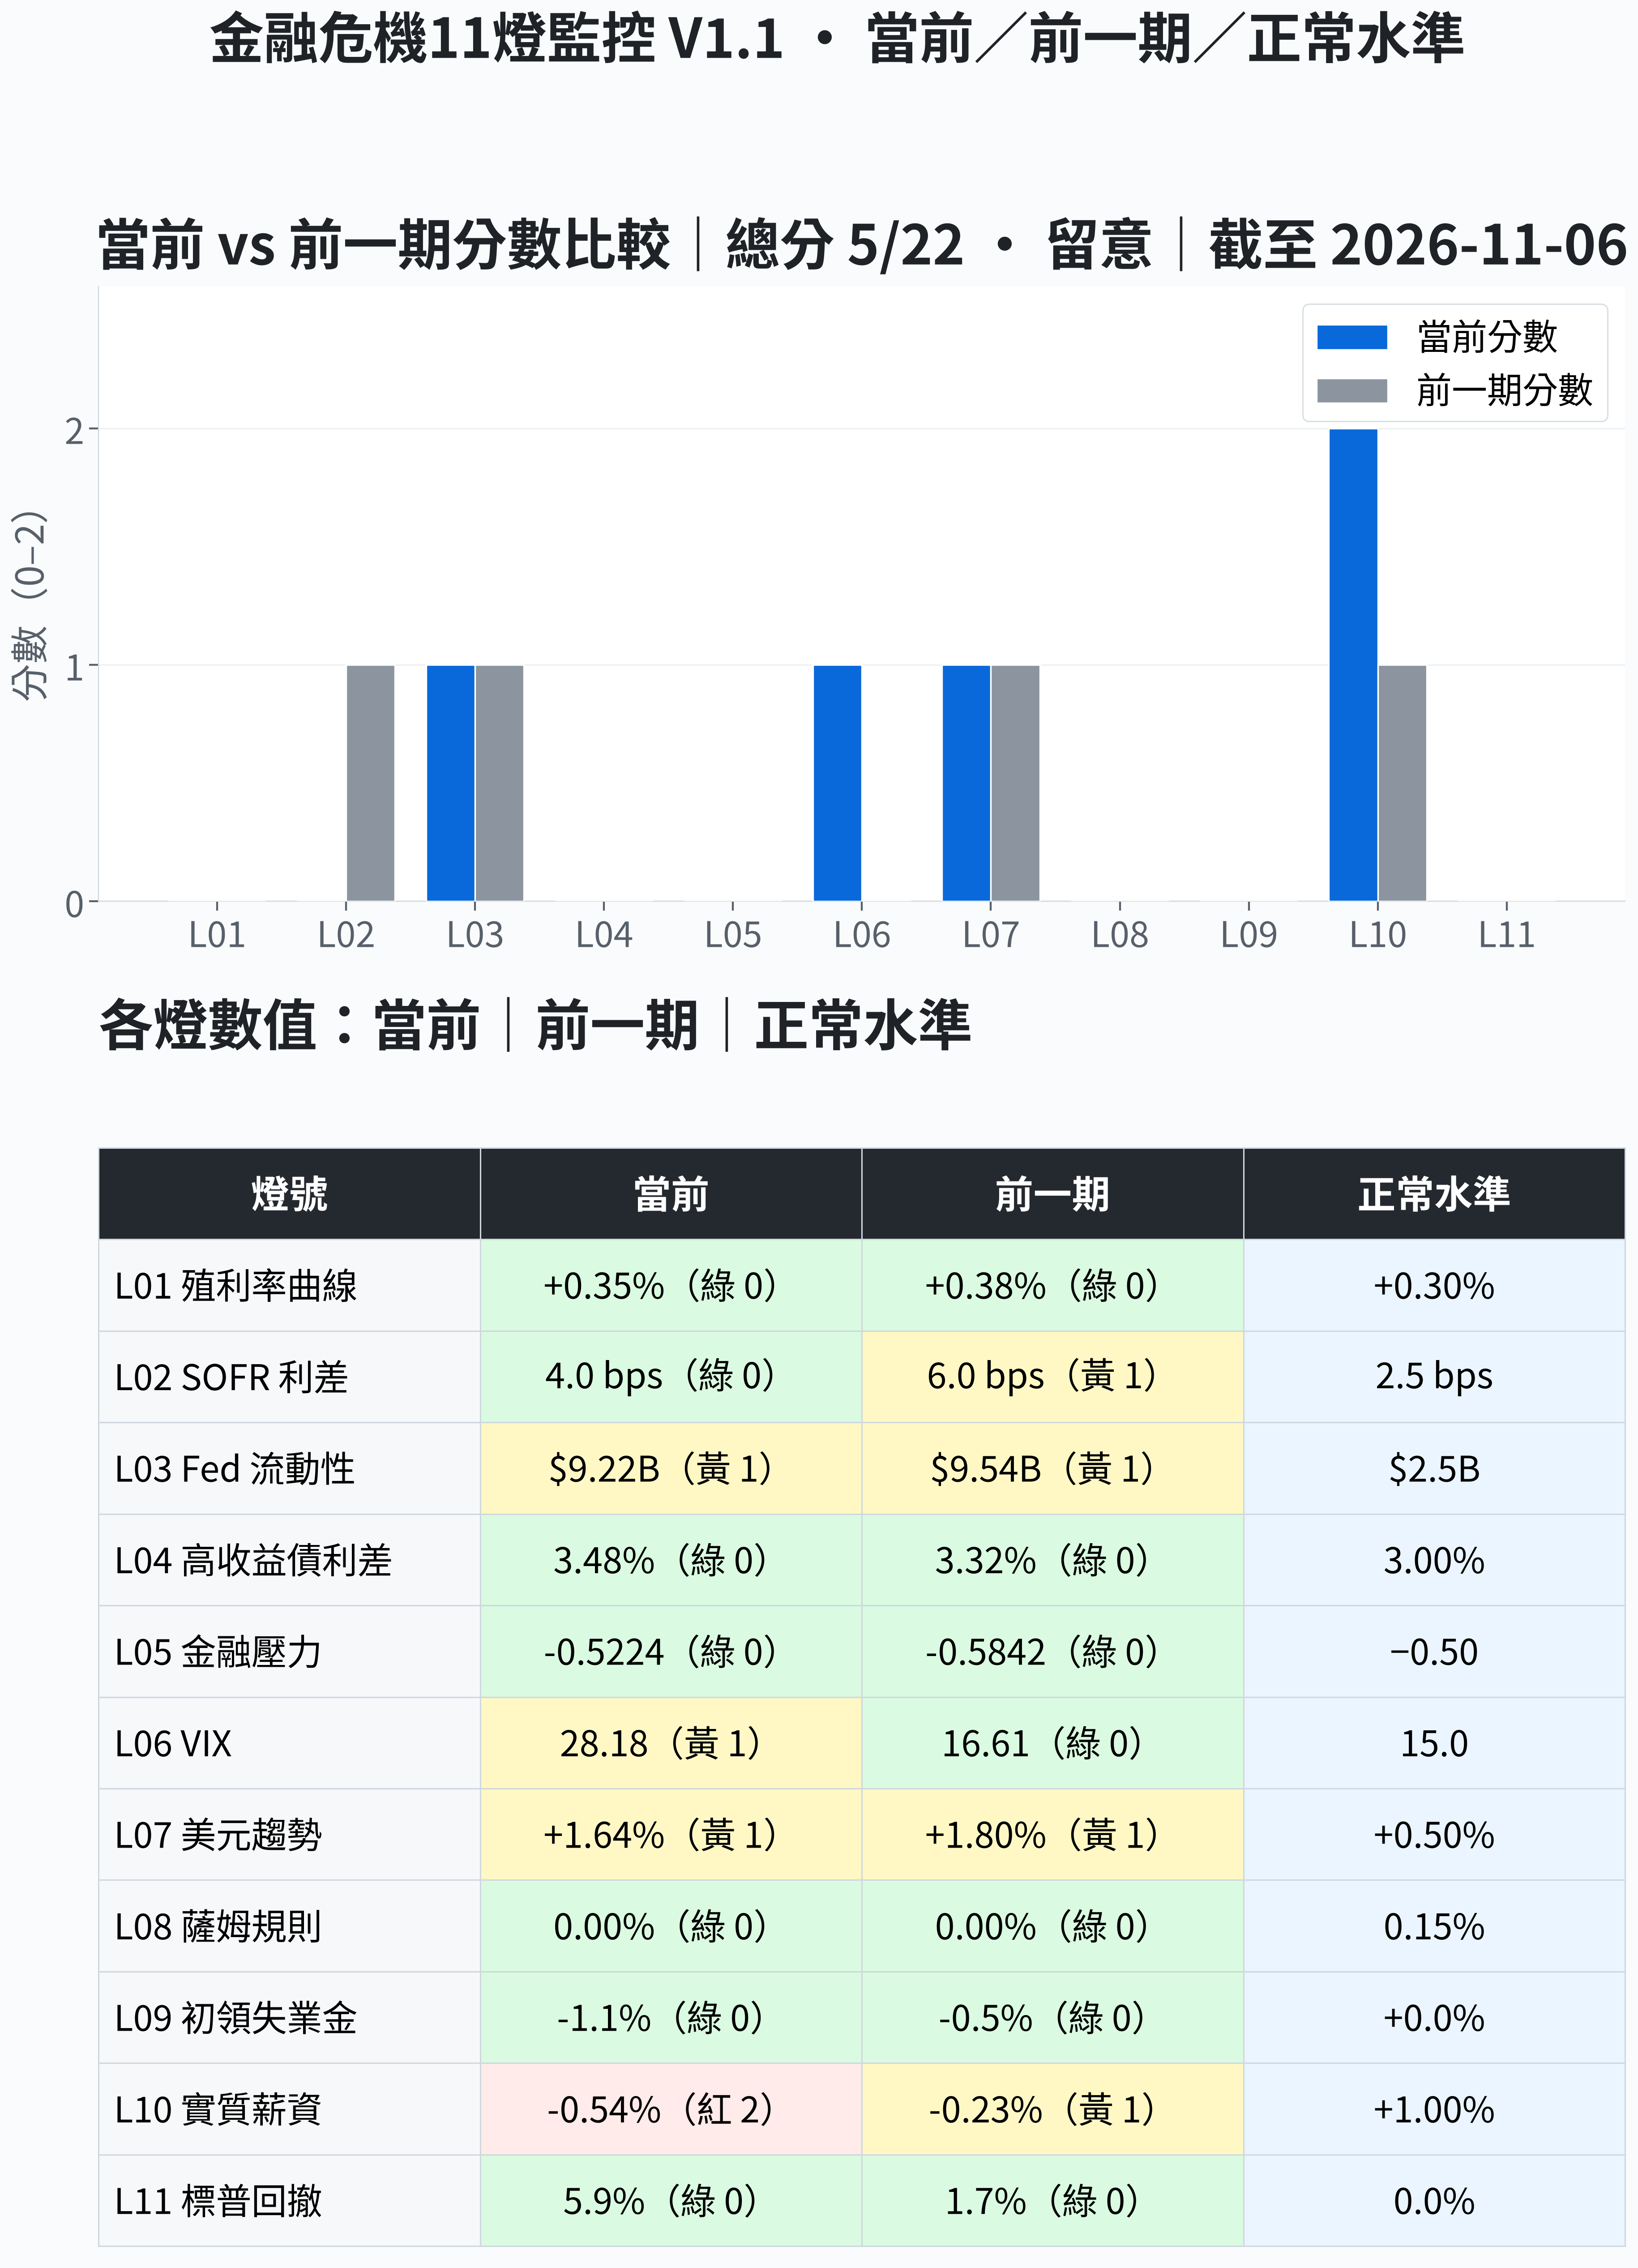 金融危機11燈監控 V1.1 • 當前／前一期／正常水準
當前 vs 前一期分數比較｜總分 5/22 • 留意｜截至 2026-11-06
當前分數
前一期分數
分數（0–2）
2
1
0
L01 L02 L03 L04 L05 L06 L07 L08 L09 L10 L11
各燈數值：當前｜前一期｜正常水準
燈號 當前 前一期 正常水準
L01 殖利率曲線 +0.35%（綠 0） +0.38%（綠 0） +0.30%
L02 SOFR 利差 4.0 bps（綠 0） 6.0 bps（黃 1） 2.5 bps
L03 Fed 流動性 $9.22B（黃 1） $9.54B（黃 1） $2.5B
L04 高收益債利差 3.48%（綠 0） 3.32%（綠 0） 3.00%
L05 金融壓力 -0.5224（綠 0） -0.5842（綠 0） −0.50
L06 VIX 28.18（黃 1） 16.61（綠 0） 15.0
L07 美元趨勢 +1.64%（黃 1） +1.80%（黃 1） +0.50%
L08 薩姆規則 0.00%（綠 0） 0.00%（綠 0） 0.15%
L09 初領失業金 -1.1%（綠 0） -0.5%（綠 0） +0.0%
L10 實質薪資 -0.54%（紅 2） -0.23%（黃 1） +1.00%
L11 標普回撤 5.9%（綠 0） 1.7%（綠 0） 0.0%